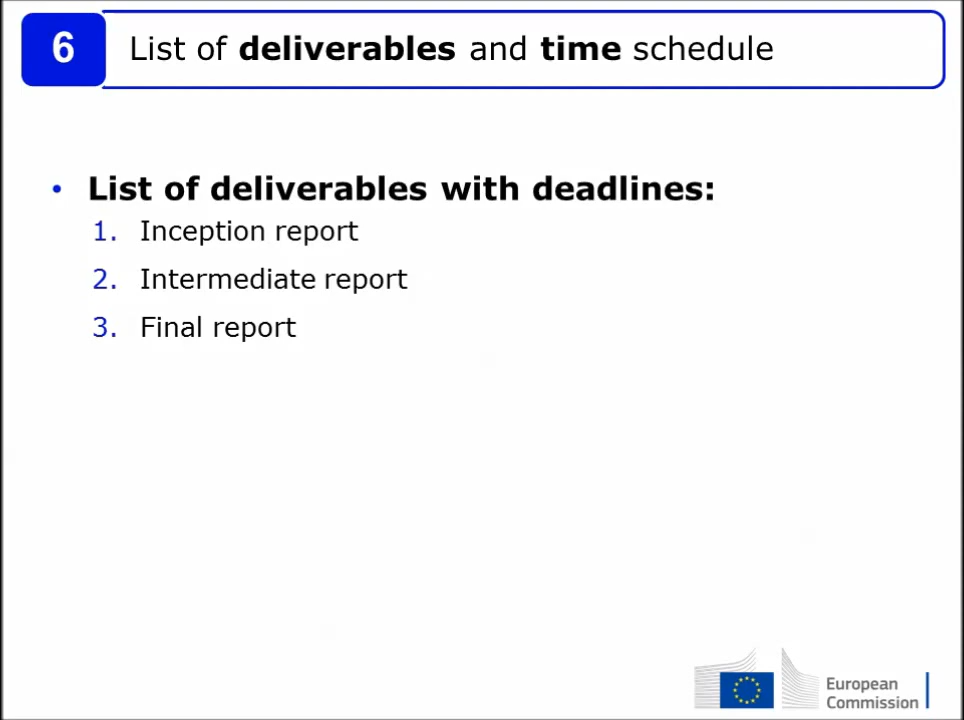 6
List of deliverables and time schedule
• List of deliverables with deadlines:
1. Inception report
2. Intermediate report
3. Final report
European
Commission